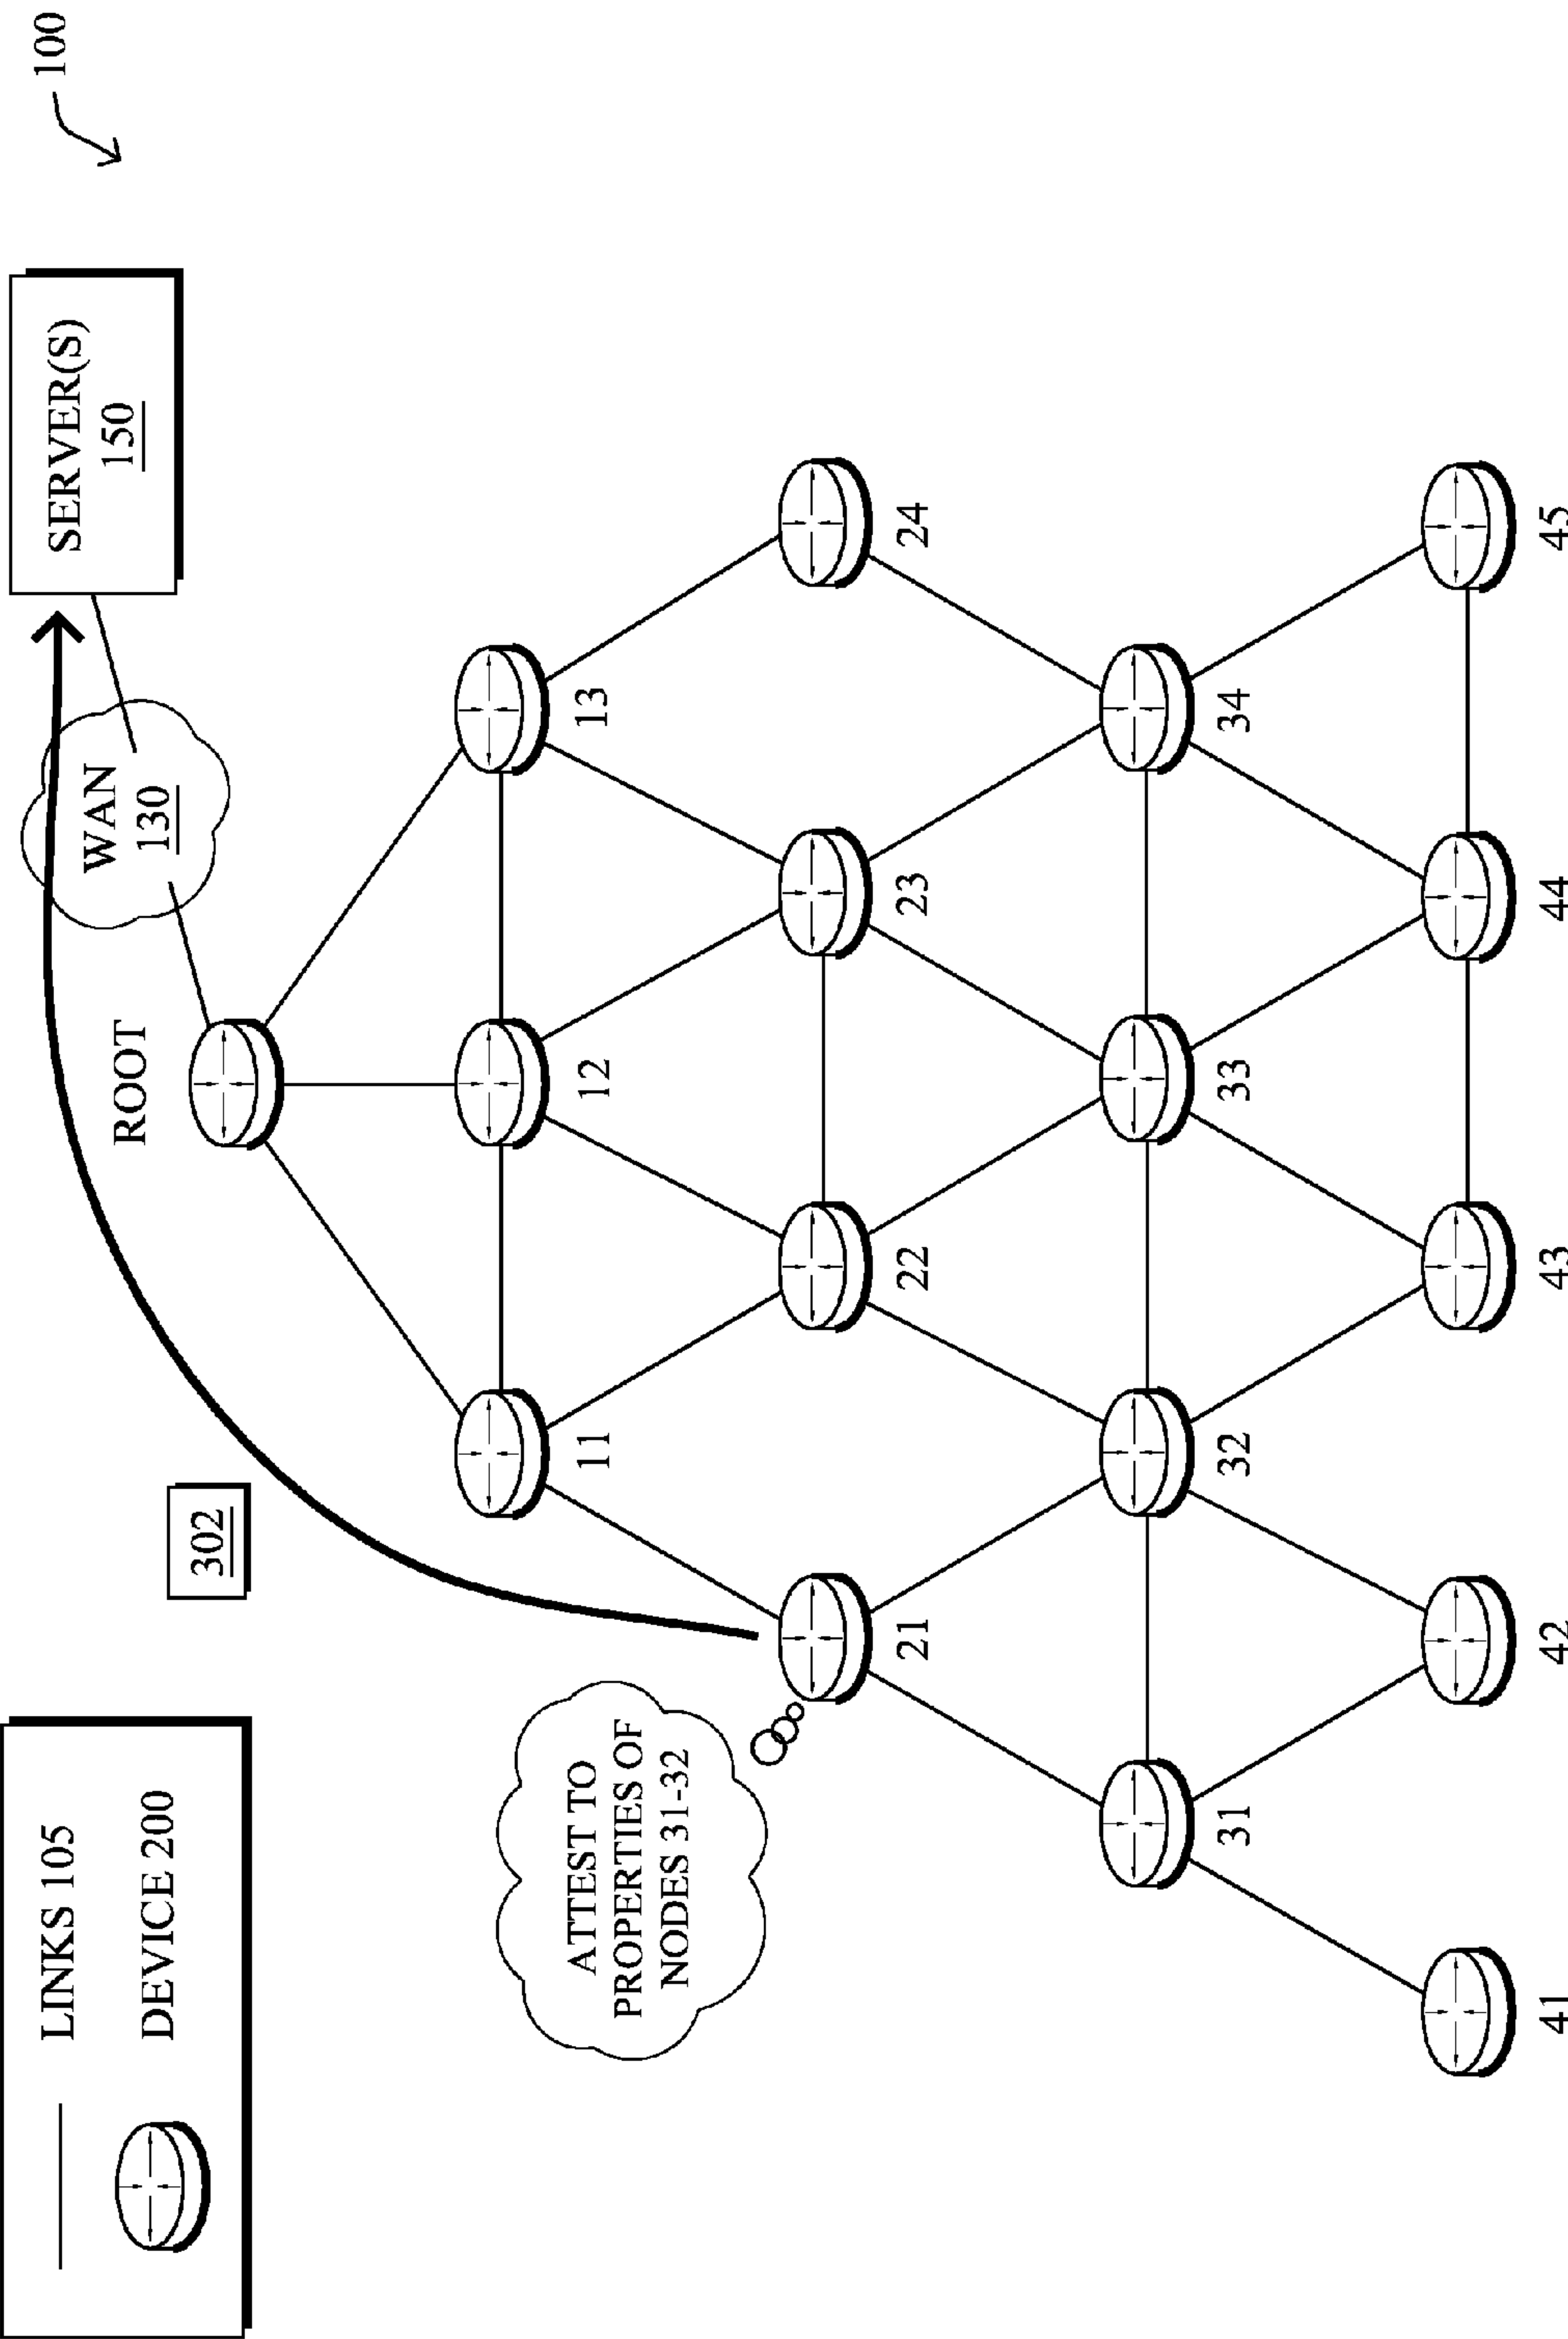 LINKS 105
DEVICE 200
302
ROOT
WAN
130
SERVER(S)
150
100
11
12
13
ATTEST TO
PROPERTIES OF
NODES 31-32
21
22
23
24
31
32
33
34
41
42
43
44
45